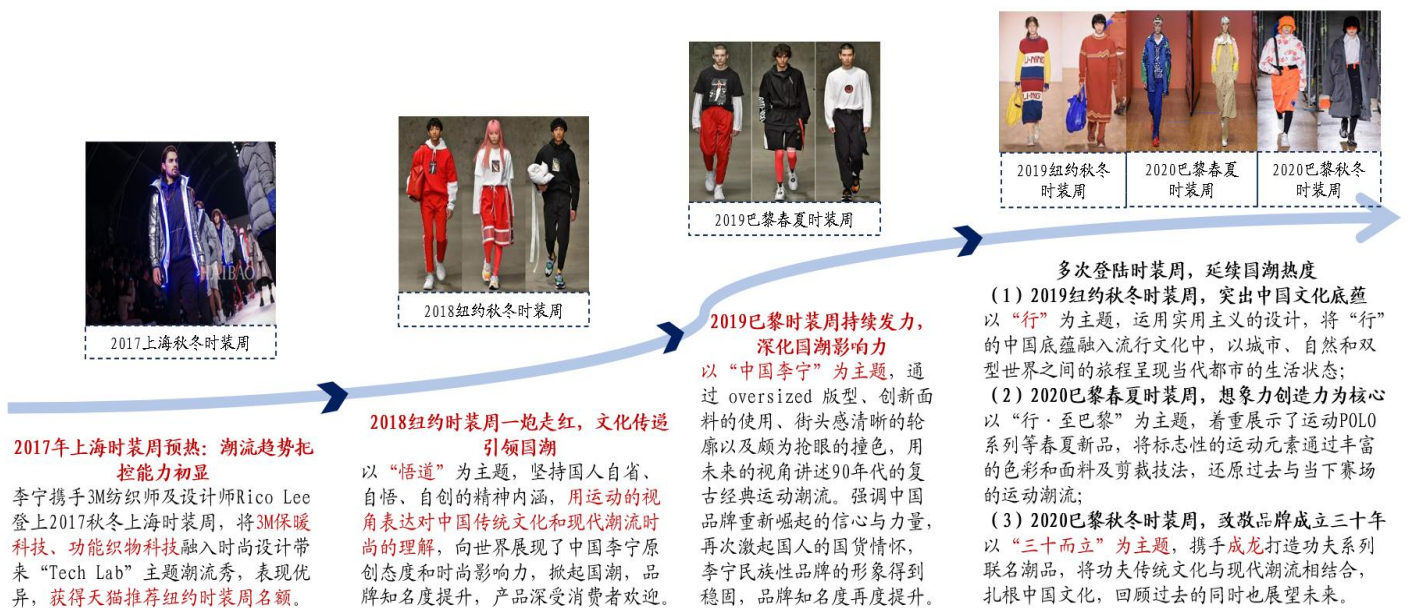 2017上海秋冬时装周
2017年上海时装周预热：潮流趋势把
控能力初显
李宁携手3M纺织师及设计师Rico Lee
登上2017秋冬上海时装周，将3M保暖
科技、功能织物科技融入时尚设计带
来“Tech Lab”主题潮流秀，表现优
异，获得天猫推荐纽约时装周名额。
2018纽约秋冬时装周
2018纽约时装周一炮走红，文化传递
引领国潮
以“悟道”为主题，坚持国人自省、
自悟、自创的精神内涵，用运动的视
角表达对中国传统文化和现代潮流时
尚的理解，向世界展现了中国李宁原
创态度和时尚影响力，掀起国潮，品
牌知名度提升，产品深受消费者欢迎。
2019巴黎春夏时装周
2019巴黎时装周持续发力，
深化国潮影响力
以“中国李宁”为主题，通
过 oversized 版型、创新面
料的使用、街头感清晰的轮
廓以及颇为抢眼的撞色，用
未来的视角讲述90年代的复
古经典运动潮流。强调中国
品牌重新崛起的信心与力量，
再次激起国人的国货情怀，
李宁民族性品牌的形象得到
稳固，品牌知名度再度提升。
LI-NING
LI-NING
2019纽约秋冬
时装周
2020巴黎春夏
时装周
2020巴黎秋冬
时装周
多次登陆时装周，延续国潮热度
（1）2019纽约秋冬时装周，突出中国文化底蕴
以“行”为主题，运用实用主义的设计，将“行”
的中国底蕴融入流行文化中，以城市、自然和双
型世界之间的旅程呈现当代都市的生活状态；
（2）2020巴黎春夏时装周，想象力创造力为核心
以“行·至巴黎”为主题，着重展示了运动POLO
系列等春夏新品，将标志性的运动元素通过丰富
的色彩和面料及剪裁技法，还原过去与当下赛场
的运动潮流；
（3）2020巴黎秋冬时装周，致敬品牌成立三十年
以“三十而立”为主题，携手成龙打造功夫系列
联名潮品，将功夫传统文化与现代潮流相结合，
扎根中国文化，回顾过去的同时也展望未来。